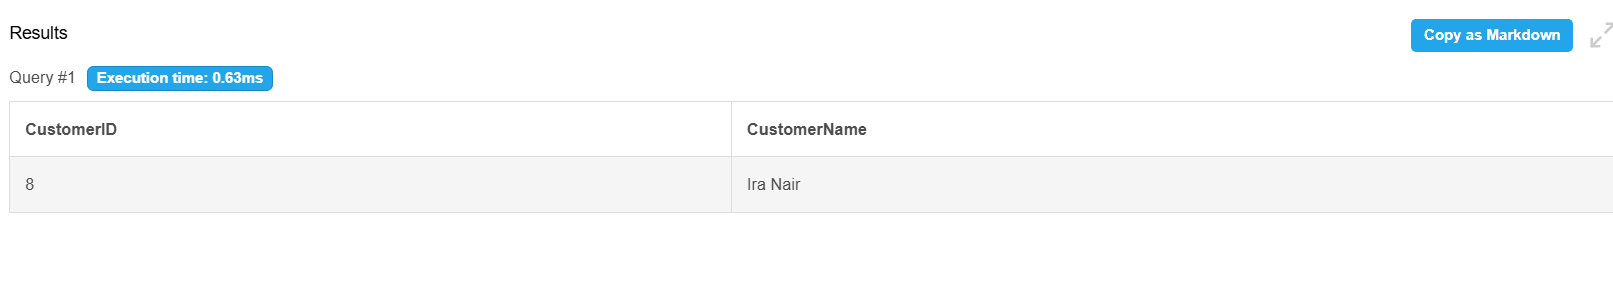 Results
Copy as Markdown
Query #1 Execution time: 0.63ms
CustomerID CustomerName
8 Ira Nair